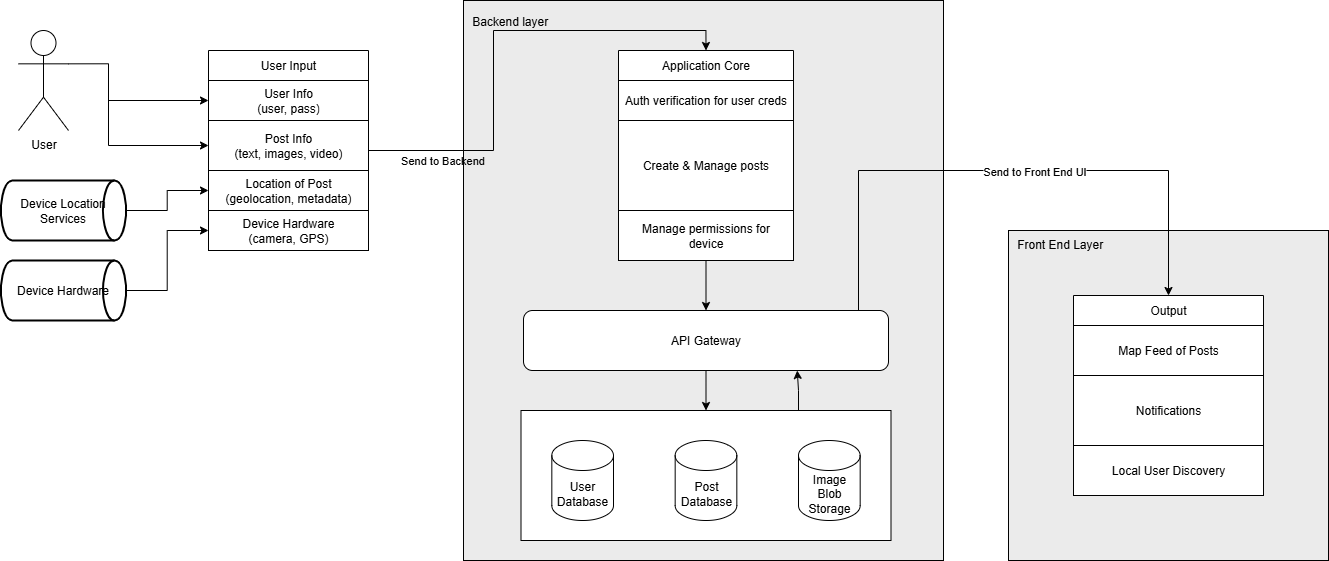 User
Device Location
Services
Device Hardware
User Input
User Info
(user, pass)
Post Info
(text, images, video)
Location of Post
(geolocation, metadata)
Device Hardware
(camera, GPS)
Send to Backend
Backend layer
Application Core
Auth verification for user creds
Create & Manage posts
Manage permissions for
device
API Gateway
User
Database
Post
Database
Image
Blob
Storage
Send to Front End UI
Front End Layer
Output
Map Feed of Posts
Notifications
Local User Discovery